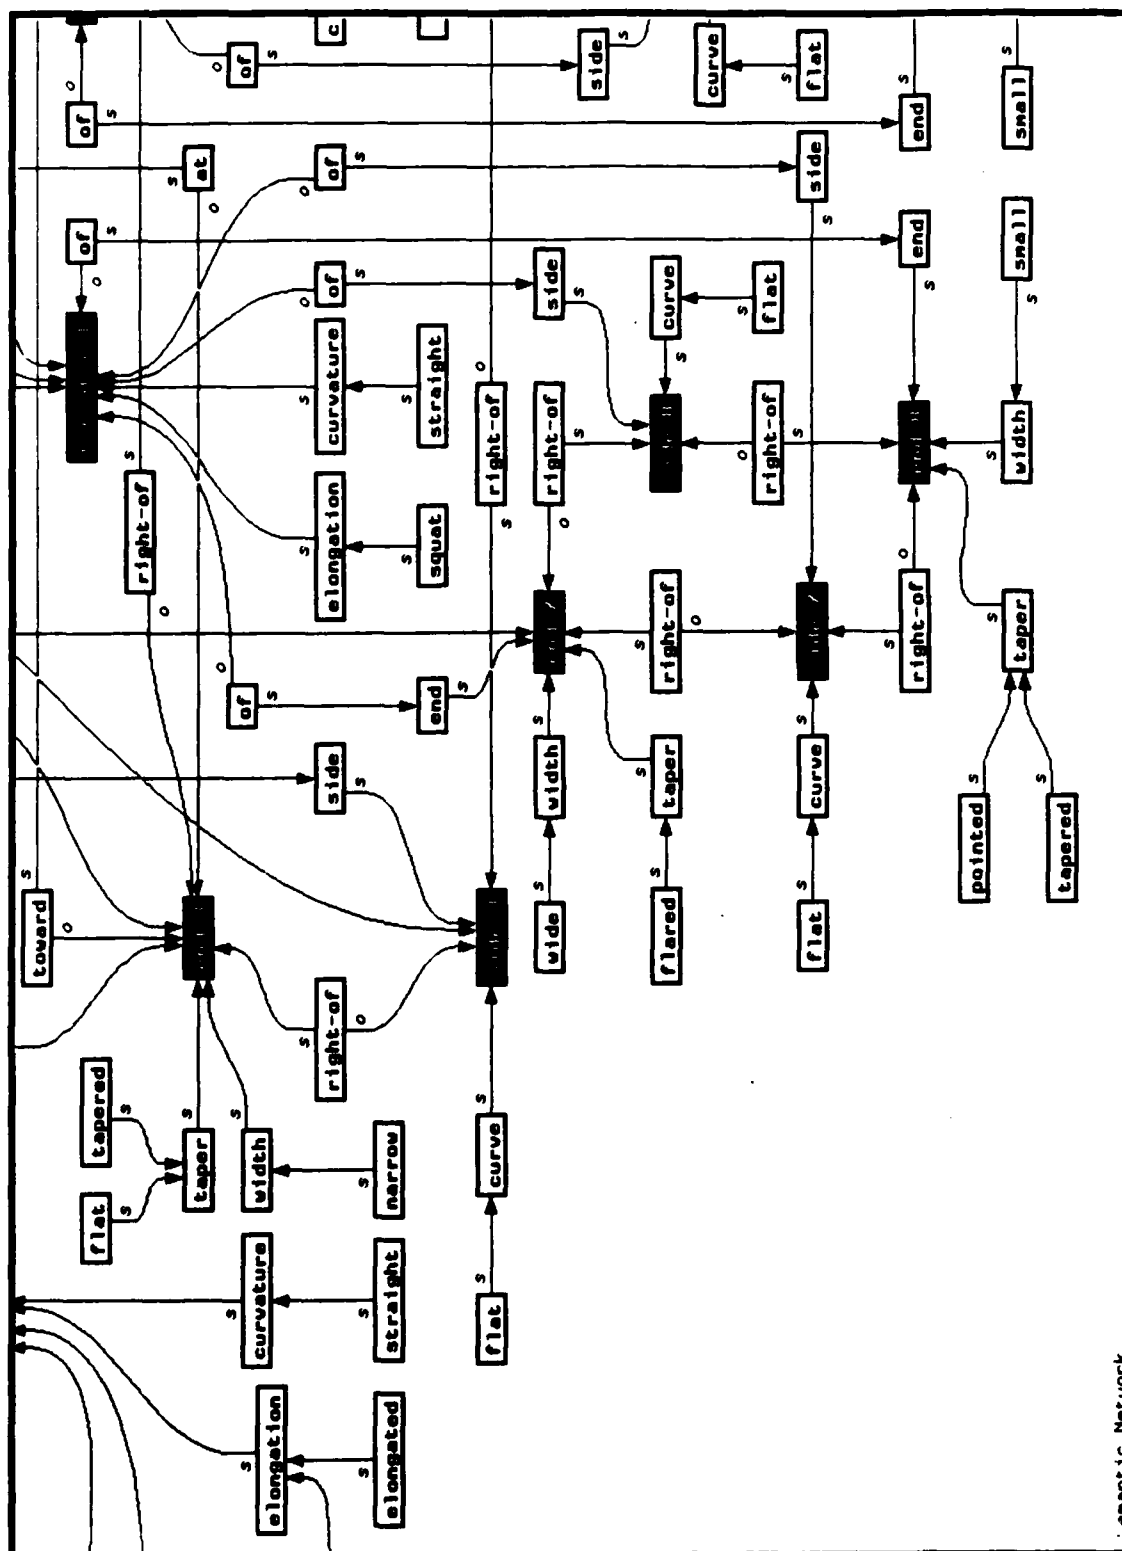 of
s
o
of
o
s
c
side
s
curve
s
flat
s
end
s
small
s
of
s
o
at
s
o
of
s
o
side
s
end
s
small
s
of
s
o
of
s
o
side
s
curve
s
flat
s
curvature
s
straight
s
right-of
o
s
right-of
s
o
right-of
o
s
width
s
right-of
s
o
elongation
s
squat
s
of
o
s
end
s
right-of
s
o
right-of
s
o
taper
s
side
s
width
s
taper
s
curve
s
pointed
s
tapered
s
toward
s
o
wide
s
flared
s
flat
s
right-of
s
o
tapered
s
flat
s
taper
s
width
s
narrow
s
curve
s
flat
s
curvature
s
straight
s
elongation
s
elongated
s
emantic Network